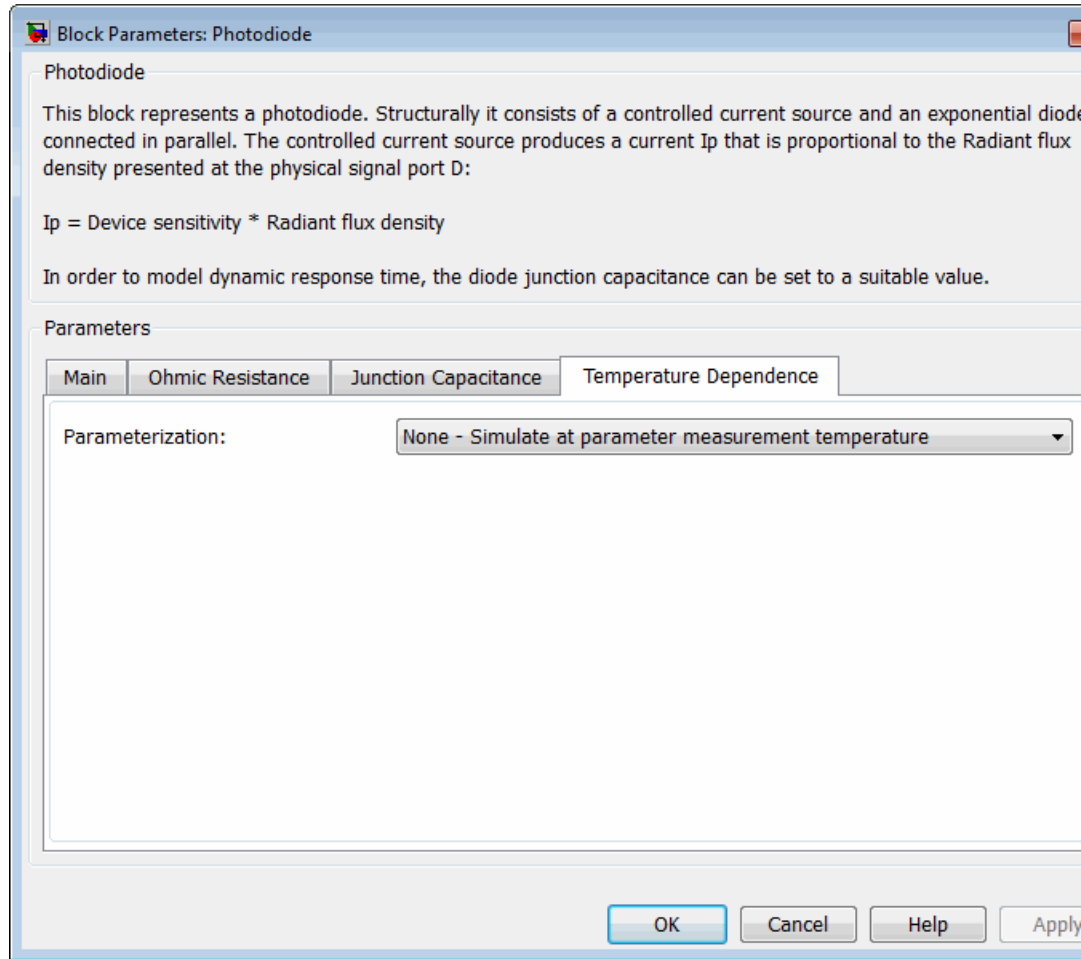 Block Parameters: Photodiode
Photodiode
This block represents a photodiode. Structurally it consists of a controlled current source and an exponential diode
connected in parallel. The controlled current source produces a current Ip that is proportional to the Radiant flux
density presented at the physical signal port D:
Ip = Device sensitivity * Radiant flux density
In order to model dynamic response time, the diode junction capacitance can be set to a suitable value.
Parameters
Main Ohmic Resistance Junction Capacitance Temperature Dependence
Parameterization: None - Simulate at parameter measurement temperature
OK Cancel Help Apply